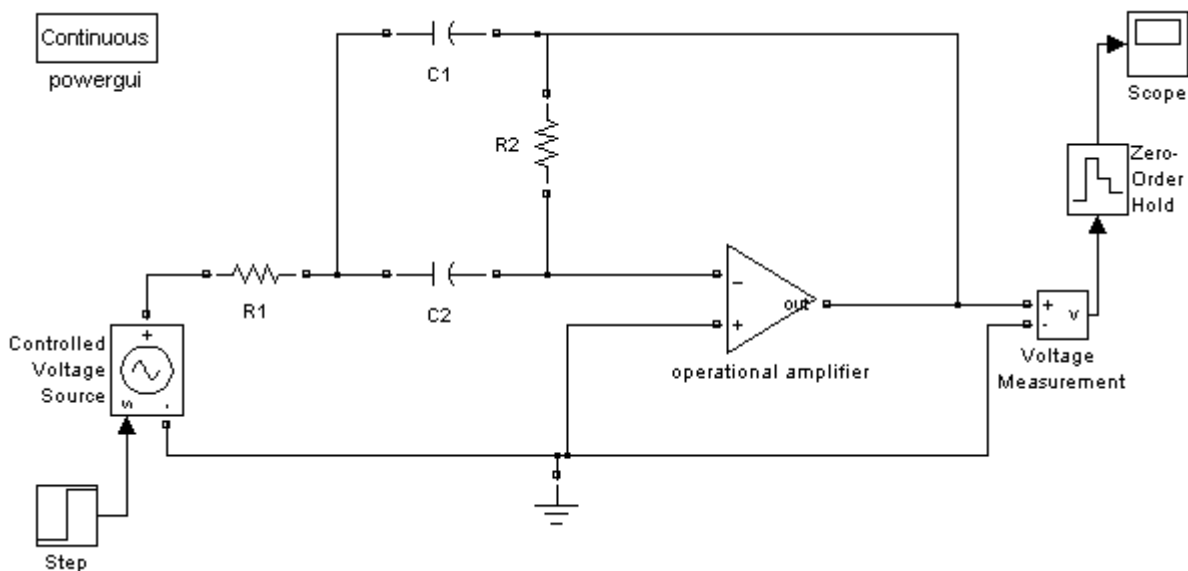 Continuous
powergui
C1
R2
Scope
Zero-
Order
Hold
R1
C2
−
+
out
operational amplifier
+
-
v
Voltage
Measurement
Controlled
Voltage
Source
+
s
-
Step